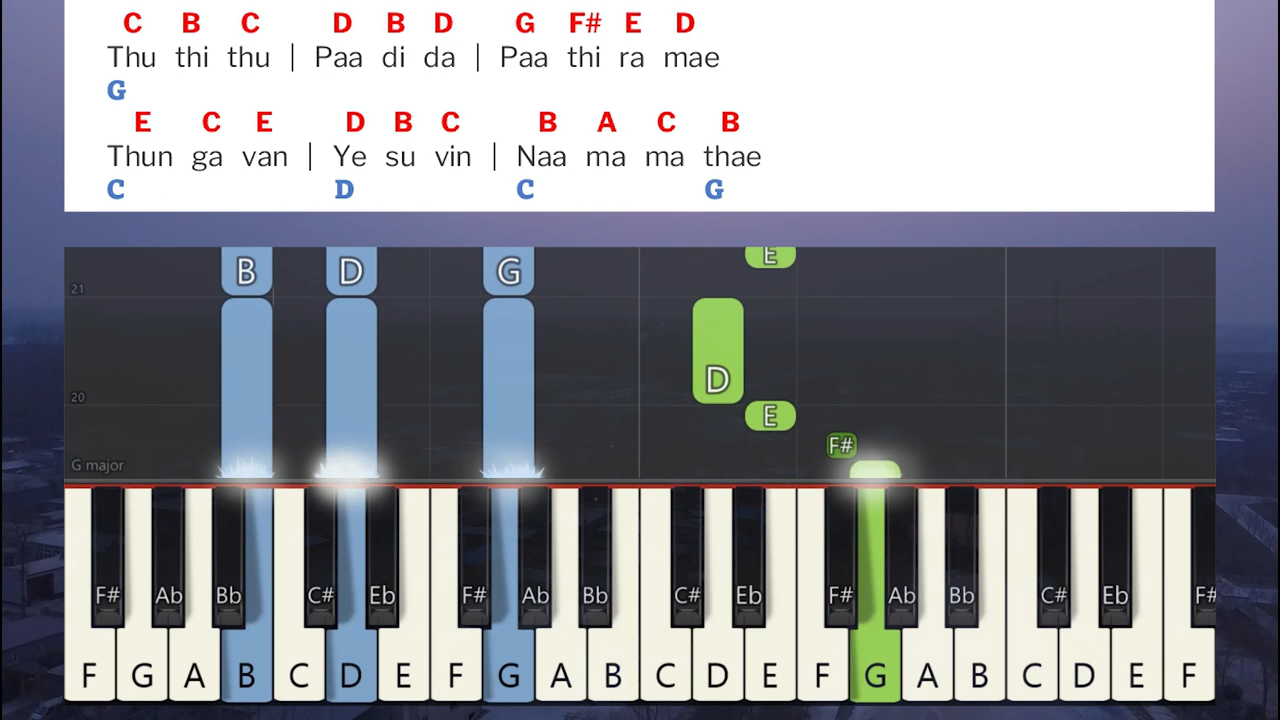 C B C D B D G F# E D
Thu thi thu | Paa di da | Paa thi ra mae
G
E C E D B C B A C B
Thun ga van | Ye su vin | Naa ma ma thae
C D C G
B D G E
21
D
20 E
F#
G major
F# Ab Bb C# Eb F# Ab Bb C# Eb F# Ab Bb C# Eb F#
F G A B C D E F G A B C D E F G A B C D E F